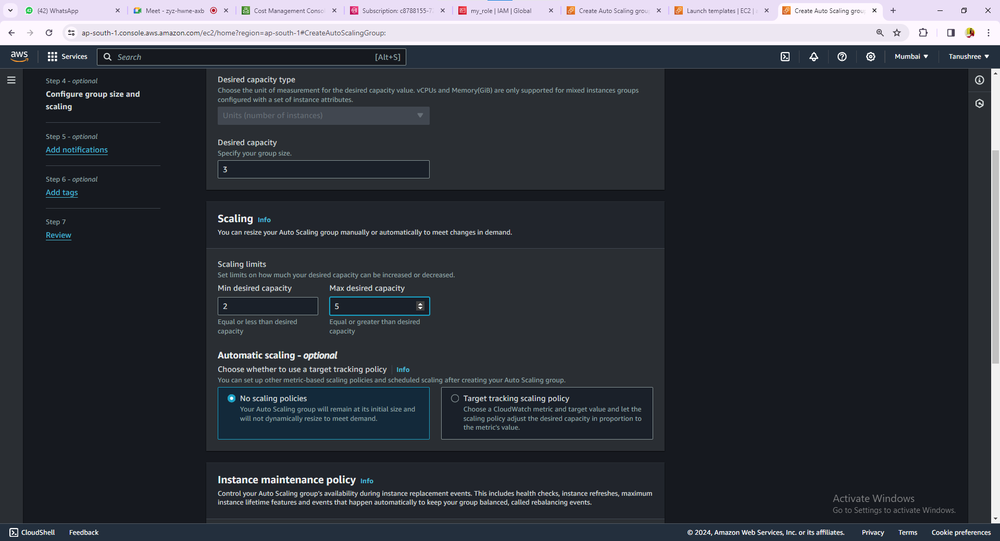 (42) WhatsApp
Meet - zyz-hwne-axb
Cost Management Conso
Subscription: c8788155-72
my_role | IAM | Global
Create Auto Scaling group
Launch templates | EC2 | a
Create Auto Scaling group
ap-south-1.console.aws.amazon.com/ec2/home?region=ap-south-1#CreateAutoScalingGroup:
aws
Services
Search
[Alt+S]
Mumbai
Tanushree
Step 4 - optional
Configure group size and
scaling
Step 5 - optional
Add notifications
Step 6 - optional
Add tags
Step 7
Review
Desired capacity type
Choose the unit of measurement for the desired capacity value. vCPUs and Memory(GiB) are only supported for mixed instances groups
configured with a set of instance attributes.
Units (number of instances)
Desired capacity
Specify your group size.
3
Scaling Info
You can resize your Auto Scaling group manually or automatically to meet changes in demand.
Scaling limits
Set limits on how much your desired capacity can be increased or decreased.
Min desired capacity
Max desired capacity
2
5
Equal or less than desired
capacity
Equal or greater than desired
capacity
Automatic scaling - optional
Choose whether to use a target tracking policy Info
You can set up other metric-based scaling policies and scheduled scaling after creating your Auto Scaling group.
No scaling policies
Your Auto Scaling group will remain at its initial size and
will not dynamically resize to meet demand.
Target tracking scaling policy
Choose a CloudWatch metric and target value and let the
scaling policy adjust the desired capacity in proportion to
the metric's value.
Instance maintenance policy Info
Control your Auto Scaling group's availability during instance replacement events. This includes health checks, instance refreshes, maximum
instance lifetime features and events that happen automatically to keep your group balanced, called rebalancing events.
Activate Windows
Go to Settings to activate Windows.
CloudShell
Feedback
© 2024, Amazon Web Services, Inc. or its affiliates.
Privacy
Terms
Cookie preferences